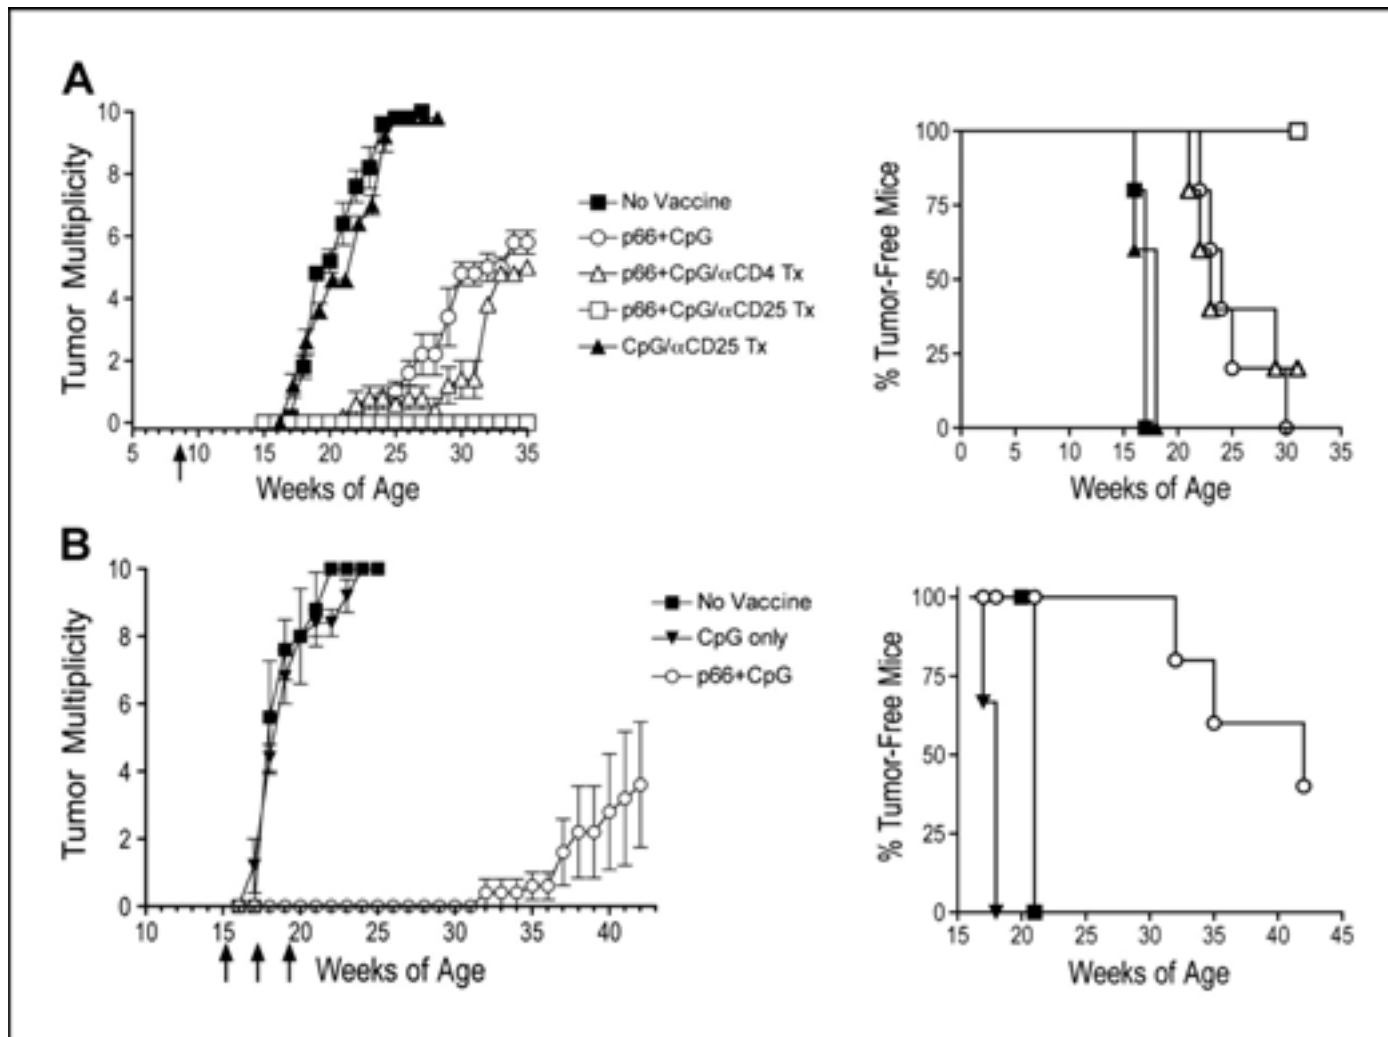 A
Tumor Multiplicity
10
8
6
4
2
0
5 10 15 20 25 30 35
Weeks of Age
No Vaccine
p66+CpG
p66+CpG/αCD4 Tx
p66+CpG/αCD25 Tx
CpG/αCD25 Tx
% Tumor-Free Mice
100
75
50
25
0
0 5 10 15 20 25 30 35
Weeks of Age
B
Tumor Multiplicity
10
8
6
4
2
0
10 15 20 25 30 35 40
Weeks of Age
No Vaccine
CpG only
p66+CpG
% Tumor-Free Mice
100
75
50
25
0
15 20 25 30 35 40 45
Weeks of Age